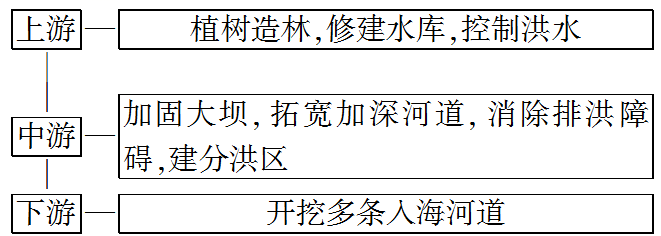 上游
植树造林,修建水库,控制洪水
中游
加固大坝,拓宽加深河道,消除排洪障
碍,建分洪区
下游
开挖多条入海河道